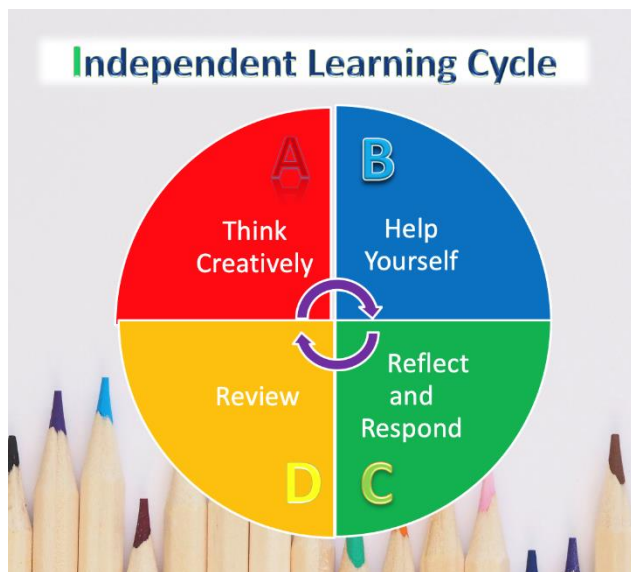 Independent Learning Cycle
A
Think
Creatively
B
Help
Yourself
Reflect
and
Respond
C
Review
D